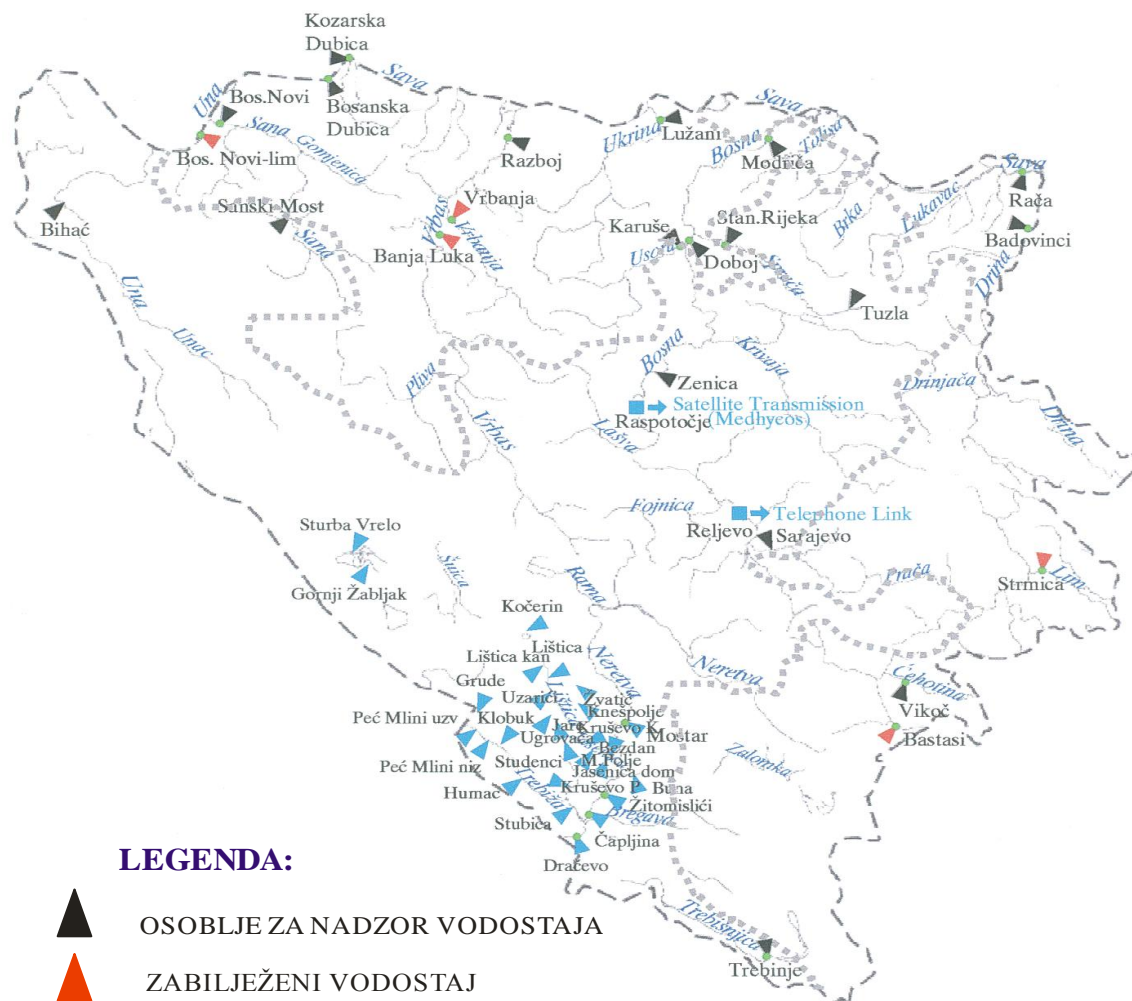 Kozarska
Dubica
Sava
Una
Bos.Novi
Bosanska
Dubica
Sana
Gomjenica
Bos. Novi-lim
Razboj
Ukrina
Lužani
Sava
Bosna
Tolisa
Modriča
Sava
Rača
Badovinci
Bihać
Sanski Most
Sana
Vrbas
Vrbanja
Vrbanja
Banja Luka
Karuše
Stan.Rijeka
Usora
Doboj
Brka
Lukavac
Drina
Tuzla
Una
Unac
Pliva
Bosna
Krivaja
Zenica
Drinjača
Satellite Transmission
(Medhycos)
Raspotočje
Drina
Vrbas
Lašva
Fojnica
Telephone Link
Reljevo
Sarajevo
Sturba Vrelo
Gornji Žabljak
Šuica
Rama
Prača
Strmica
Lim
Kočerin
Lištica
Lištica kan
Neretva
Neretva
Grude
Uzarići
Lištica
Žvatić
Ćehotina
Vikoč
Peć Mlini uzv
Klobuk
Jare
Knešpolje
Kruševo K.
Mostar
Bastasi
Ugrovača
Bezdan
Studenci
M.Polje
Peć Mlini niz
Jasenica dom
Zalomka
Humac
Trebižat
Kruševo P
Buna
Žitomislići
Stubica
Bregava
Čapljina
Dračevo
Trebišnjica
Trebinje
LEGENDA:
OSOBLJE ZA NADZOR VODOSTAJA
ZABILJEŽENI VODOSTAJ